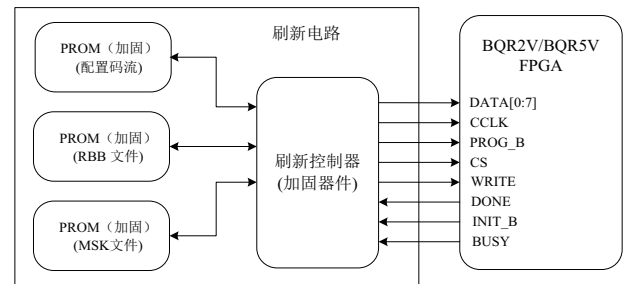 刷新电路
PROM（加固）
(配置码流)
PROM（加固）
(RBB 文件)
PROM（加固）
(MSK文件)
刷新控制器
(加固器件)
BQR2V/BQR5V
FPGA
DATA[0:7]
CCLK
PROG_B
CS
WRITE
DONE
INIT_B
BUSY